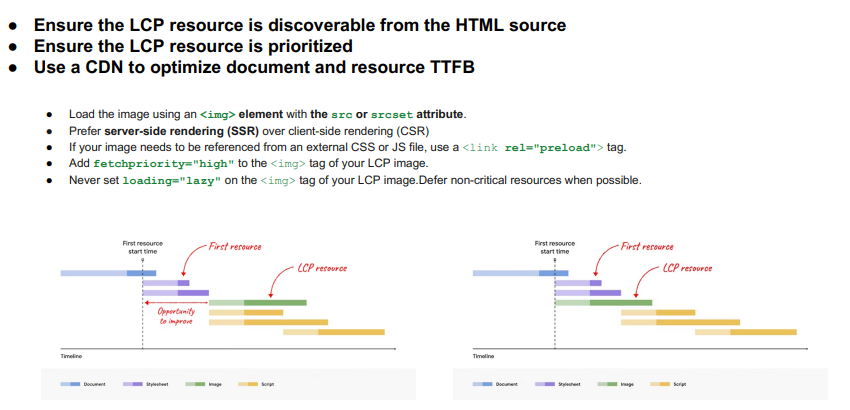 ● Ensure the LCP resource is discoverable from the HTML source
● Ensure the LCP resource is prioritized
● Use a CDN to optimize document and resource TTFB
● Load the image using an <img> element with the src or srcset attribute.
● Prefer server-side rendering (SSR) over client-side rendering (CSR)
● If your image needs to be referenced from an external CSS or JS file, use a <link rel="preload"> tag.
● Add fetchpriority="high" to the <img> tag of your LCP image.
● Never set loading="lazy" on the <img> tag of your LCP image.Defer non-critical resources when possible.
First resource
start time
First resource
LCP resource
Opportunity
to improve
Timeline
Document Stylesheet Image Script
First resource
start time
First resource
LCP resource
Timeline
Document Stylesheet Image Script